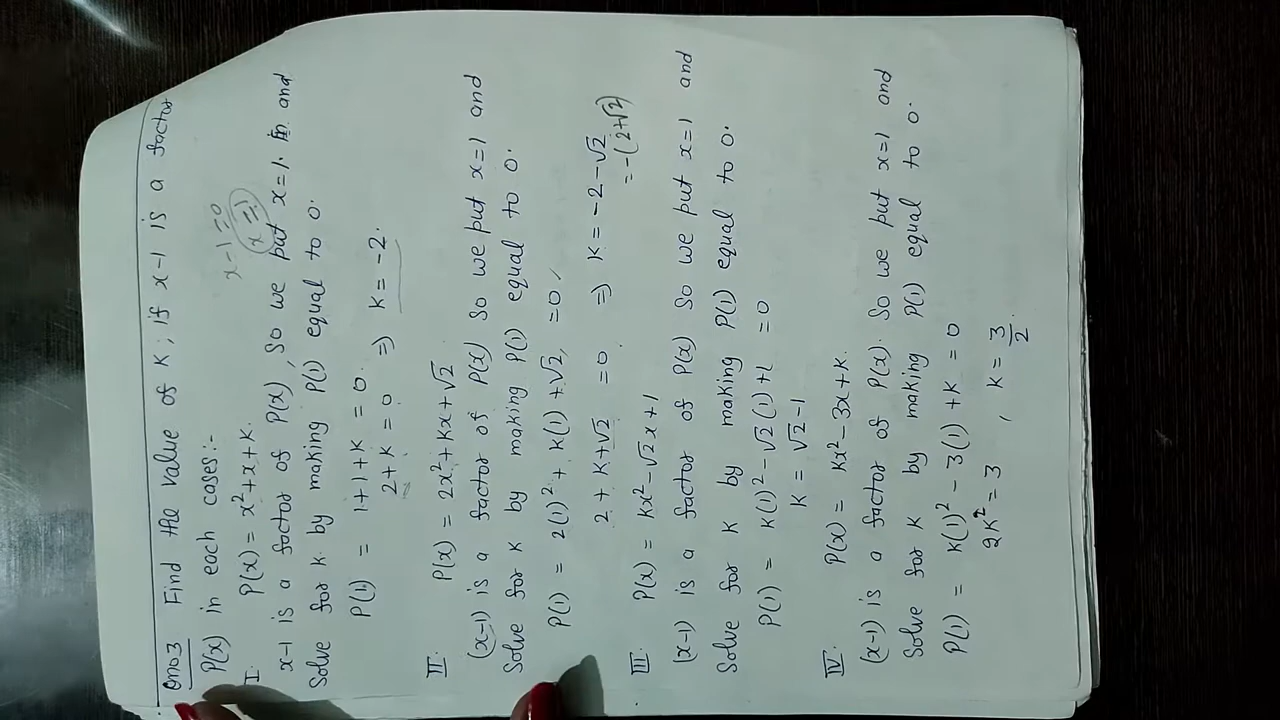 Qno3 Find the value of K, if x-1 is a factor
P(x) in each cases:-
x-1=0
x=1
I. P(x) = x²+x+K.
x-1 is a factor of P(x), So we put x=1. and
Solve for K by making P(1) equal to 0.
P(1) = 1+1+K = 0.
2+K = 0 => K = -2.
II. P(x) = 2x²+Kx+√2
(x-1) is a factor of P(x) So we put x=1 and
Solve for K by making P(1) equal to 0.
P(1) = 2(1)²+K(1)+√2, =0
2+K+√2 =0. => K = -2-√2
= -(2+√2)
III. P(x) = Kx²-√2x+1
(x-1) is a factor of P(x) So we put x=1 and
Solve for K by making P(1) equal to 0.
P(1) = K(1)²-√2(1)+1 =0
K = √2-1
IV. P(x) = Kx²-3x+K.
(x-1) is a factor of P(x). So we put x=1 and
Solve for K by making P(1) equal to 0.
P(1) = K(1)²-3(1)+K = 0
2K²=3 , K = 3/2.